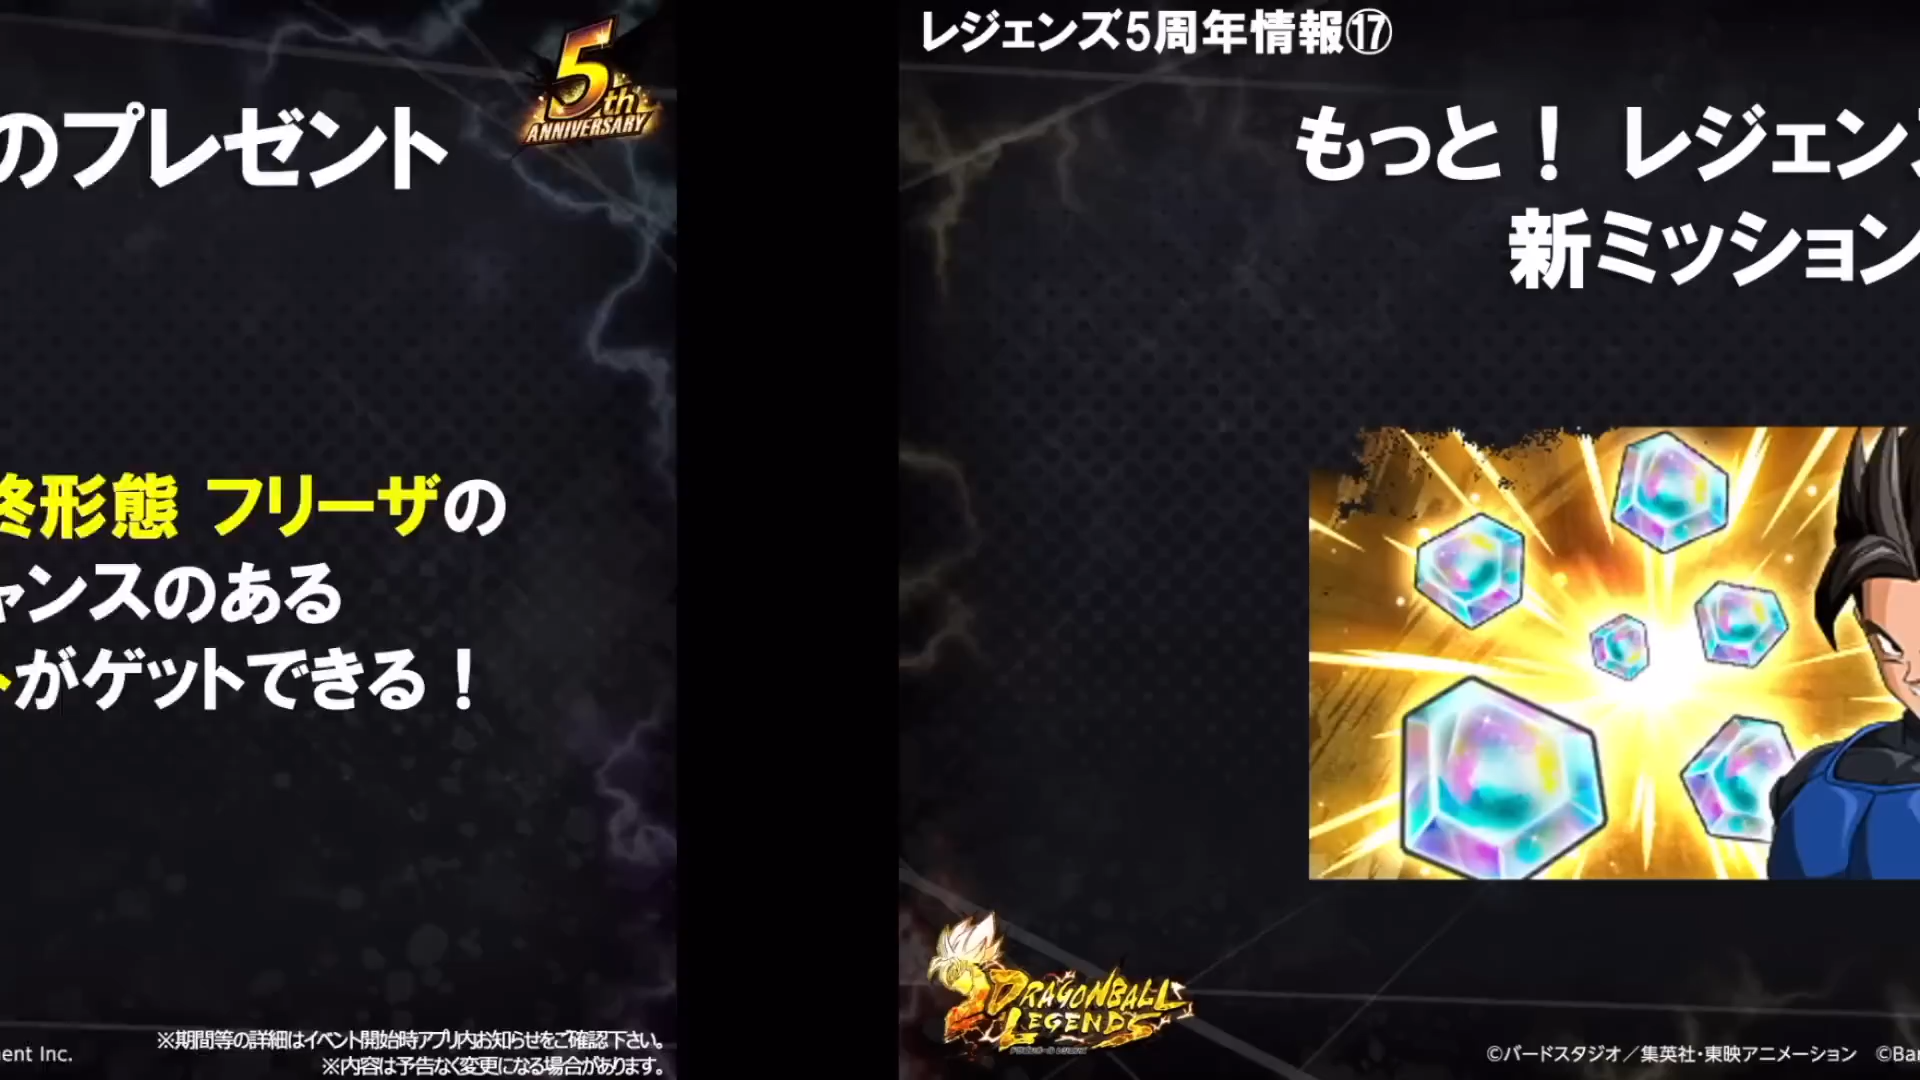 のプレゼント
5th
ANNIVERSARY
終形態 フリーザの
ャンスのある
トがゲットできる！
ent Inc.
※期間等の詳細はイベント開始時アプリ内お知らせをご確認下さい。
※内容は予告なく変更になる場合があります。
レジェンズ5周年情報⑰
もっと！ レジェンズ
新ミッション
DRAGONBALL
LEGENDS
©バードスタジオ／集英社・東映アニメーション ©Ban